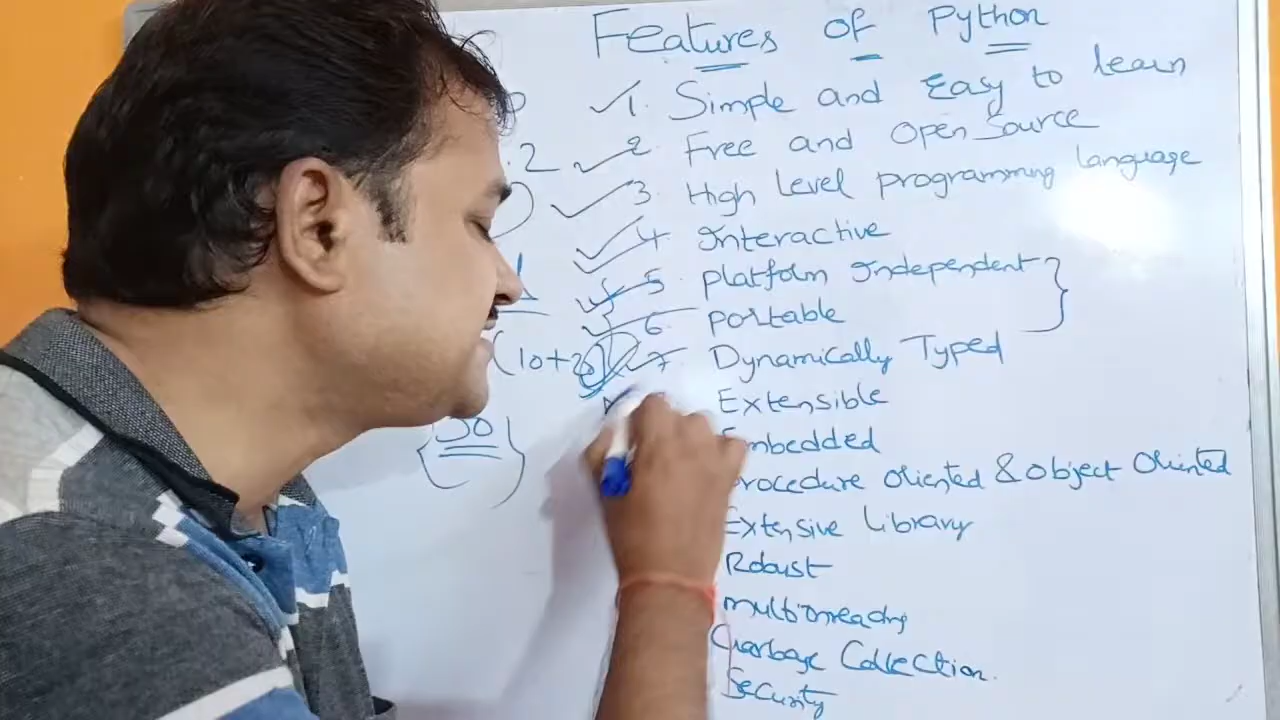 Features of Python
1. Simple and Easy to learn
2. Free and Open Source
3. High Level programming language
4. Interactive
5. Platform Independent
6. Portable
7. Dynamically Typed
(10+20)
Extensible
30
Embedded
Procedure Oriented & Object Oriented
Extensive Library
Robust
Multithreading
Garbage Collection.
Security